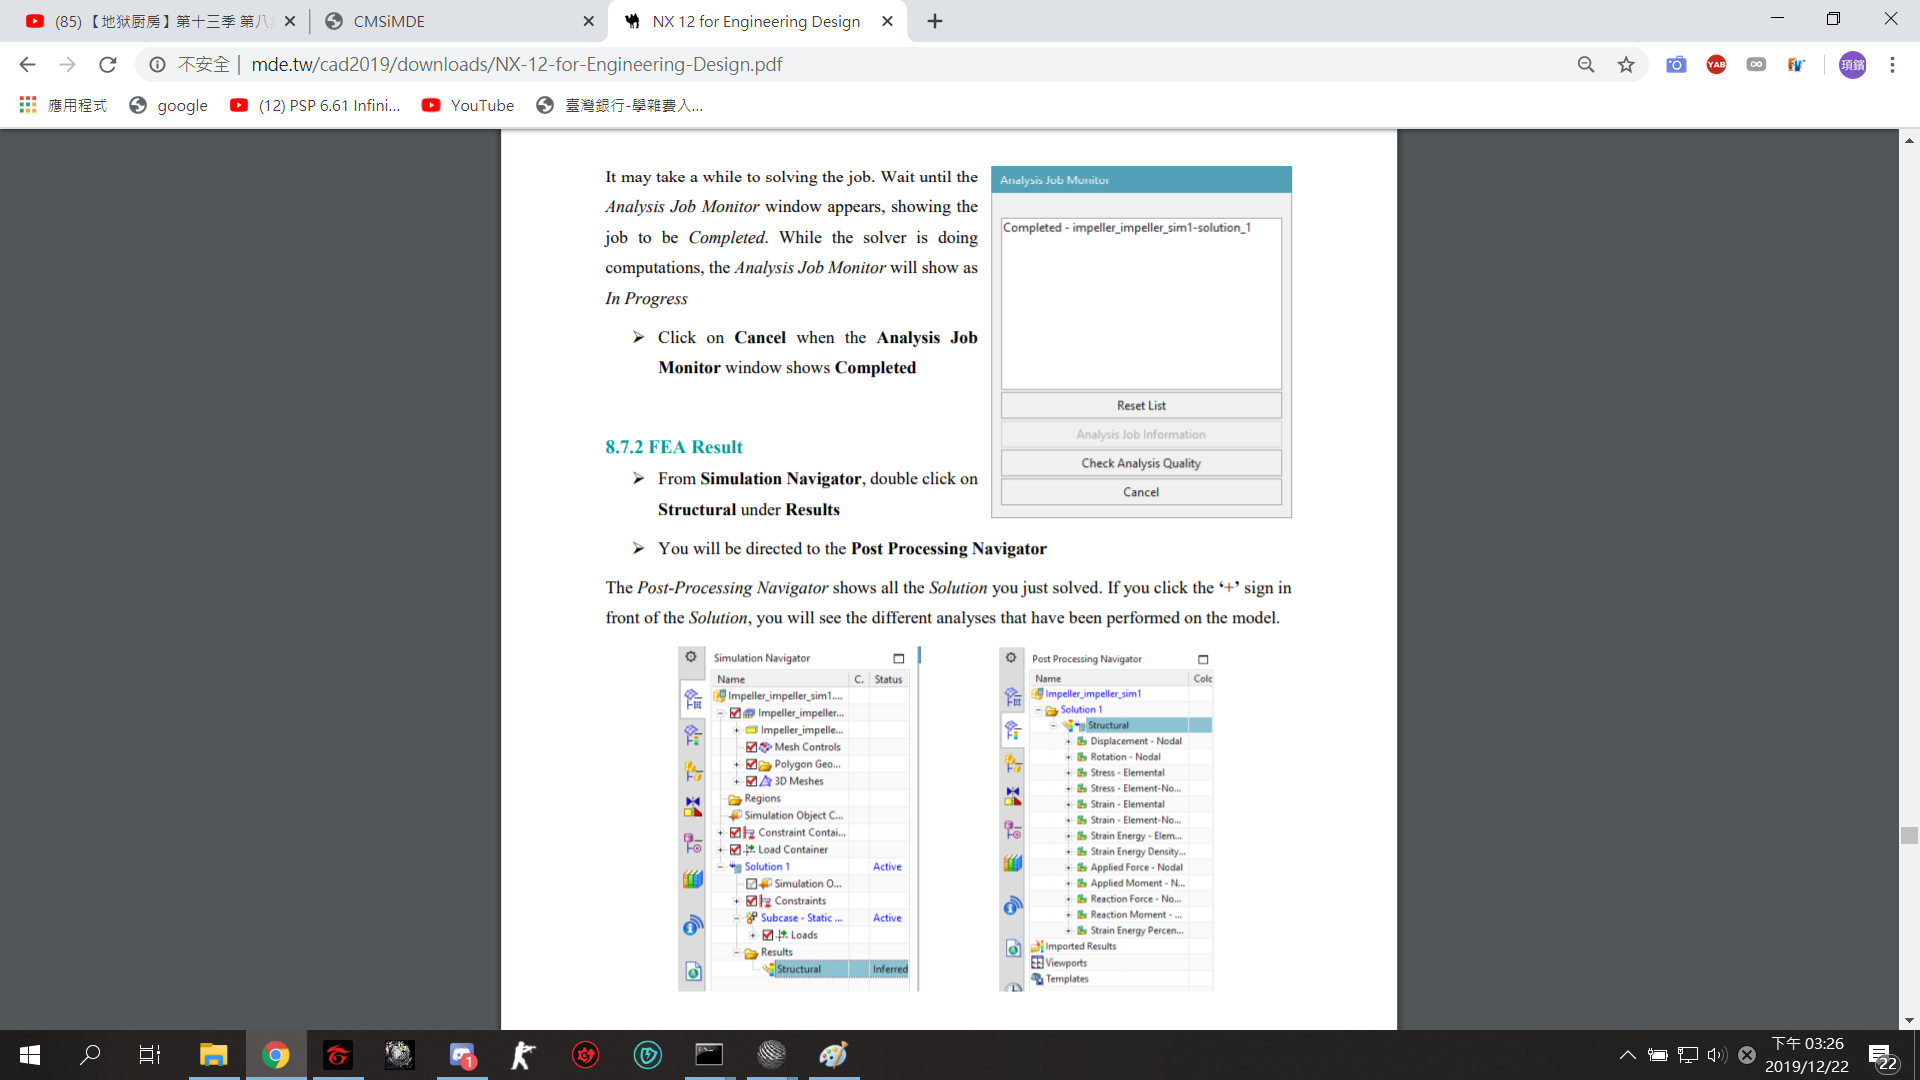 (85) 【地狱厨房】第十三季 第八
CMSiMDE
NX 12 for Engineering Design
不安全 | mde.tw/cad2019/downloads/NX-12-for-Engineering-Design.pdf
YAB
項鑌
應用程式
google
(12) PSP 6.61 Infini...
YouTube
臺灣銀行-學雜費入...
It may take a while to solving the job. Wait until the
Analysis Job Monitor window appears, showing the
job to be Completed. While the solver is doing
computations, the Analysis Job Monitor will show as
In Progress
➢ Click on Cancel when the Analysis Job
Monitor window shows Completed
Analysis Job Monitor
Completed - impeller_impeller_sim1-solution_1
Reset List
Analysis Job Information
Check Analysis Quality
Cancel
8.7.2 FEA Result
➢ From Simulation Navigator, double click on
Structural under Results
➢ You will be directed to the Post Processing Navigator
The Post-Processing Navigator shows all the Solution you just solved. If you click the ‘+’ sign in
front of the Solution, you will see the different analyses that have been performed on the model.
Simulation Navigator
Name C. Status
Impeller_impeller_sim1....
Impeller_impeller...
Impeller_impelle...
Mesh Controls
Polygon Geo...
3D Meshes
Regions
Simulation Object C...
Constraint Contai...
Load Container
Solution 1 Active
Simulation O...
Constraints
Subcase - Static ... Active
Loads
Results
Structural Inferred
Post Processing Navigator
Name Colc
Impeller_impeller_sim1
Solution 1
Structural
Displacement - Nodal
Rotation - Nodal
Stress - Elemental
Stress - Element-No...
Strain - Elemental
Strain - Element-No...
Strain Energy - Elem...
Strain Energy Density...
Applied Force - Nodal
Applied Moment - N...
Reaction Force - No...
Reaction Moment - ...
Strain Energy Percen...
Imported Results
Viewports
Templates
1
下午 03:26
2019/12/22
22